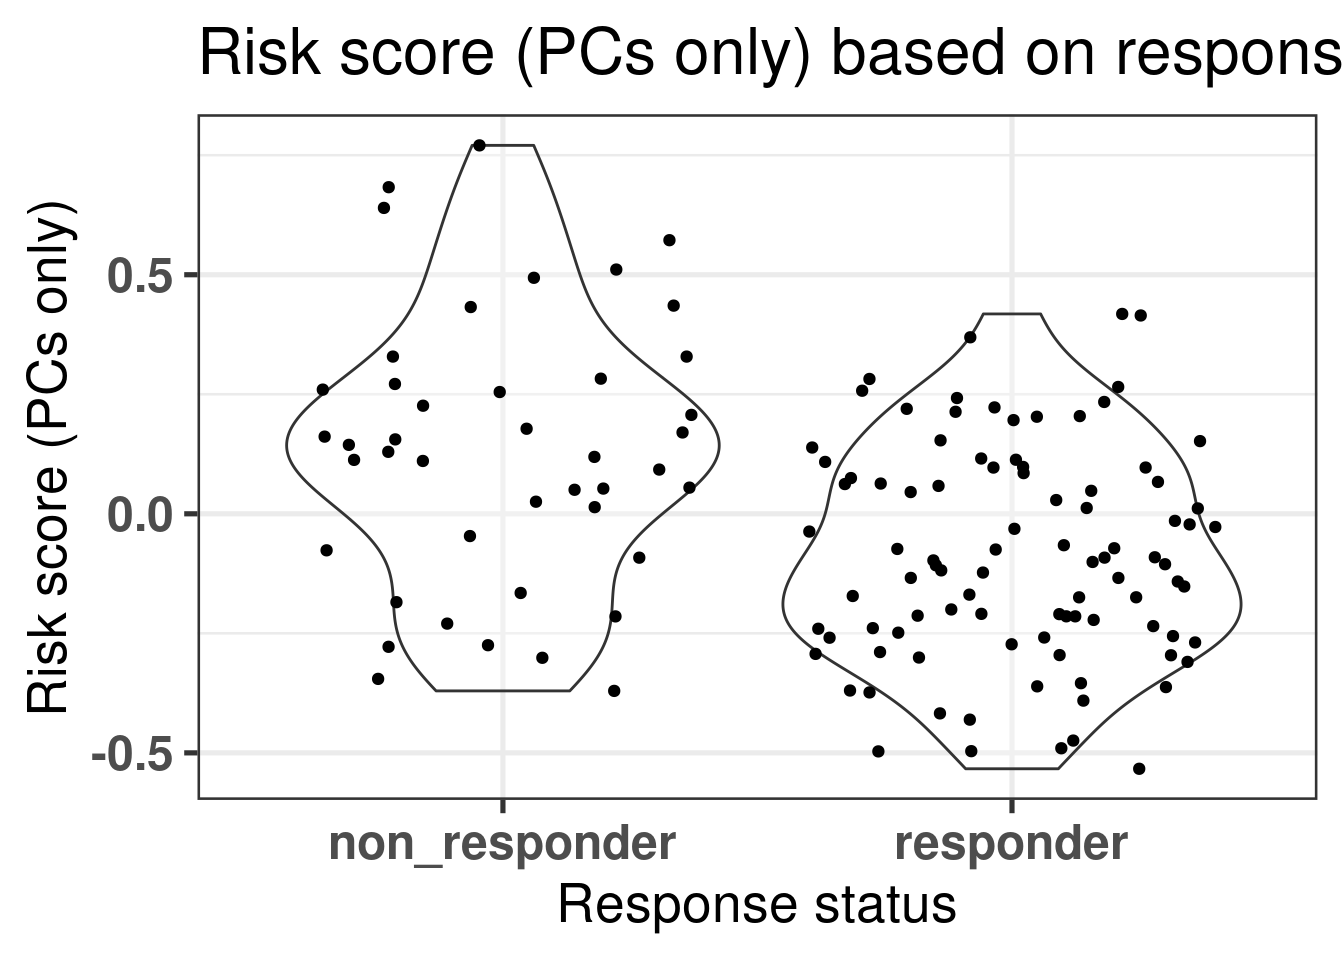 Risk score (PCs only) based on respons
Risk score (PCs only)
0.5
0.0
-0.5
non_responder responder
Response status